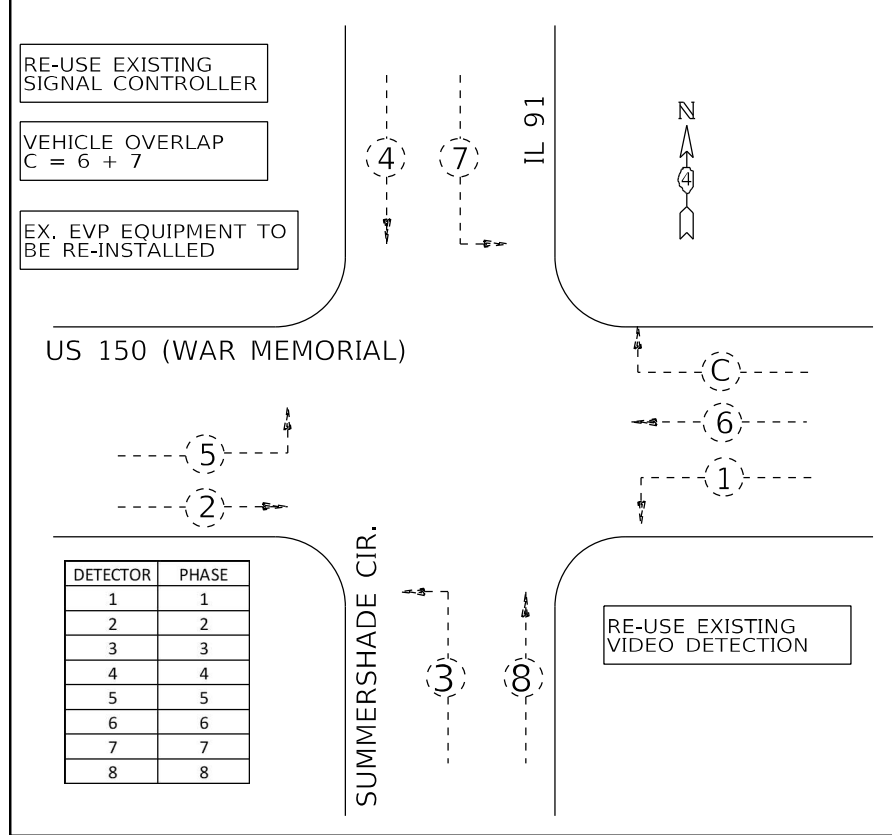 RE-USE EXISTING
SIGNAL CONTROLLER
VEHICLE OVERLAP
C = 6 + 7
EX. EVP EQUIPMENT TO
BE RE-INSTALLED
4
7
IL 91
N
4
US 150 (WAR MEMORIAL)
C
6
1
5
2
DETECTOR PHASE
1 1
2 2
3 3
4 4
5 5
6 6
7 7
8 8
SUMMERSHADE CIR.
3
8
RE-USE EXISTING
VIDEO DETECTION